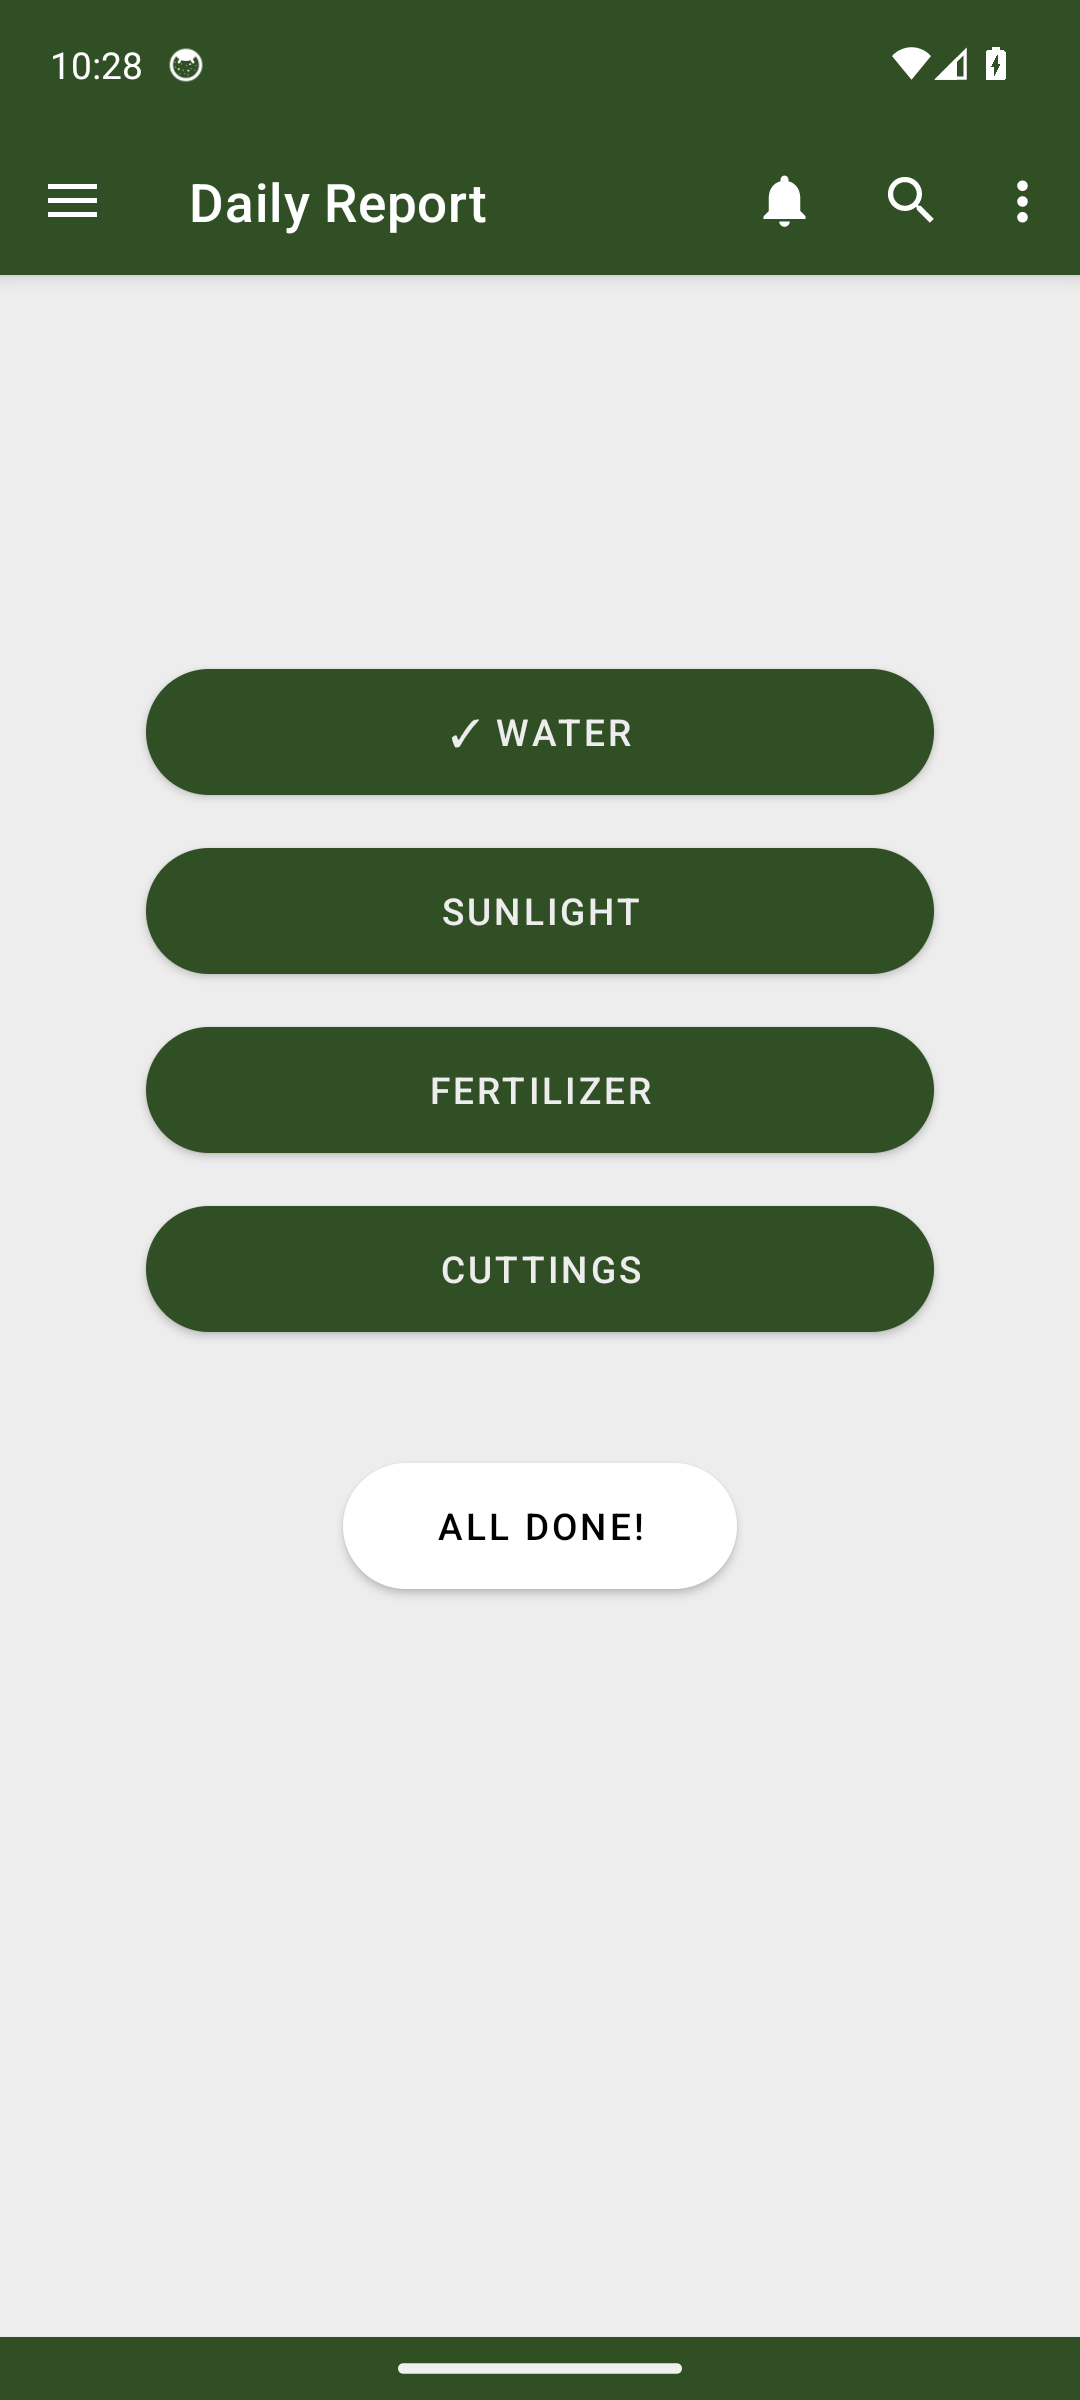 10:28
Daily Report
✓ WATER
SUNLIGHT
FERTILIZER
CUTTINGS
ALL DONE!